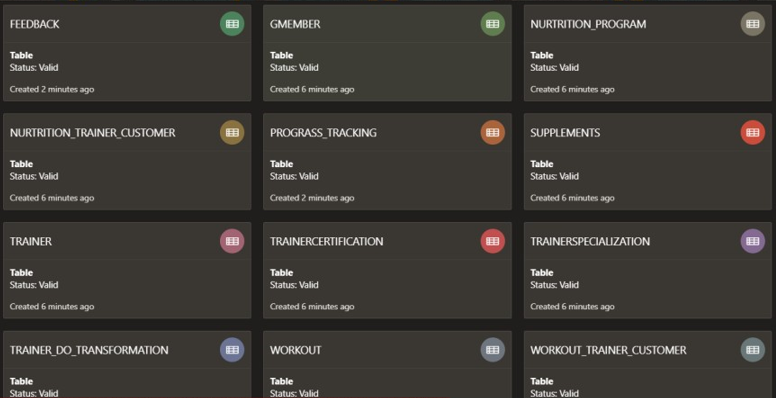 FEEDBACK
Table
Status: Valid
Created 2 minutes ago
GMEMBER
Table
Status: Valid
Created 6 minutes ago
NURTRITION_PROGRAM
Table
Status: Valid
Created 6 minutes ago
NURTRITION_TRAINER_CUSTOMER
Table
Status: Valid
Created 6 minutes ago
PROGRASS_TRACKING
Table
Status: Valid
Created 2 minutes ago
SUPPLEMENTS
Table
Status: Valid
Created 6 minutes ago
TRAINER
Table
Status: Valid
Created 6 minutes ago
TRAINERCERTIFICATION
Table
Status: Valid
Created 6 minutes ago
TRAINERSPECIALIZATION
Table
Status: Valid
Created 6 minutes ago
TRAINER_DO_TRANSFORMATION
Table
Status: Valid
WORKOUT
Table
Status: Valid
WORKOUT_TRAINER_CUSTOMER
Table
Status: Valid